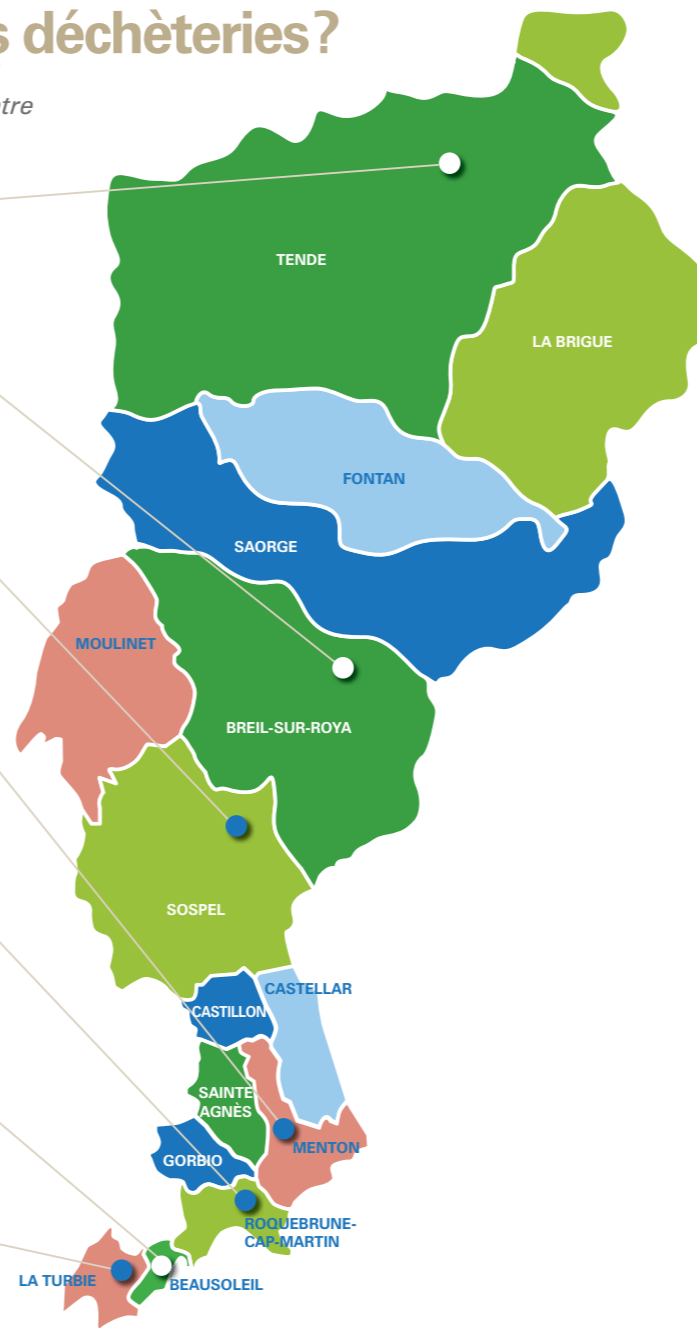 s déchèteries?
tre
TENDE
LA BRIGUE
FONTAN
SAORGE
MOULINET
BREIL-SUR-ROYA
SOSPEL
CASTELLAR
CASTILLON
SAINTE
AGNÈS
MENTON
GORBIO
ROQUEBRUNE-
CAP-MARTIN
LA TURBIE
BEAUSOLEIL